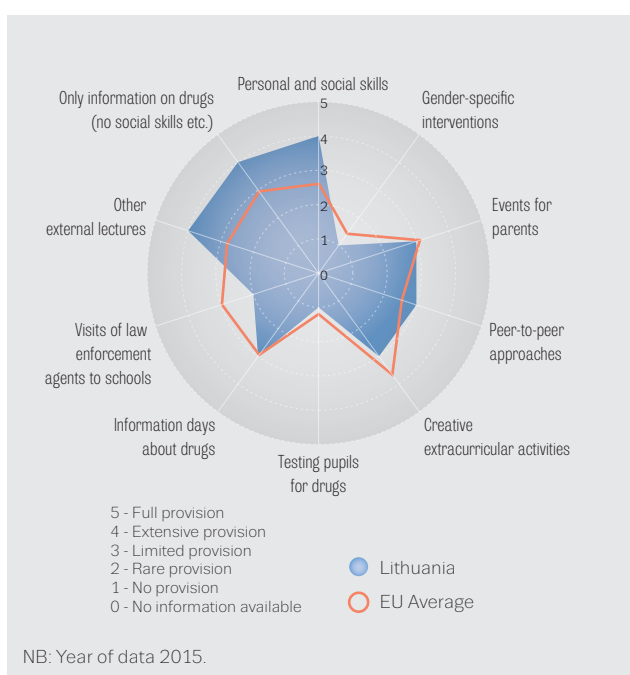 Personal and social skills
Only information on drugs
(no social skills etc.)
Gender-specific
interventions
Other
external lectures
Events for
parents
Visits of law
enforcement
agents to schools
Peer-to-peer
approaches
Information days
about drugs
Creative
extracurricular activities
Testing pupils
for drugs
5
4
3
2
1
0
5 - Full provision
4 - Extensive provision
3 - Limited provision
2 - Rare provision
1 - No provision
0 - No information available
Lithuania
EU Average
NB: Year of data 2015.